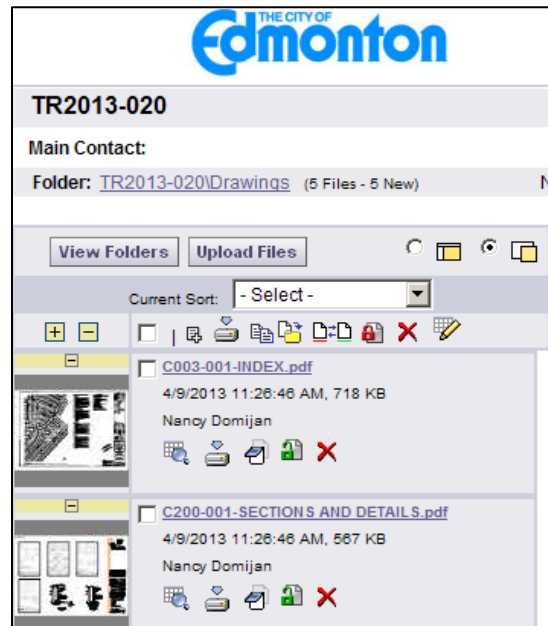 THE CITY OF
Edmonton
TR2013-020
Main Contact:
Folder: TR2013-020\Drawings (5 Files - 5 New) N
View Folders Upload Files
Current Sort: - Select -
C003-001-INDEX.pdf
4/9/2013 11:26:46 AM, 718 KB
Nancy Domijan
C200-001-SECTIONS AND DETAILS.pdf
4/9/2013 11:26:46 AM, 567 KB
Nancy Domijan